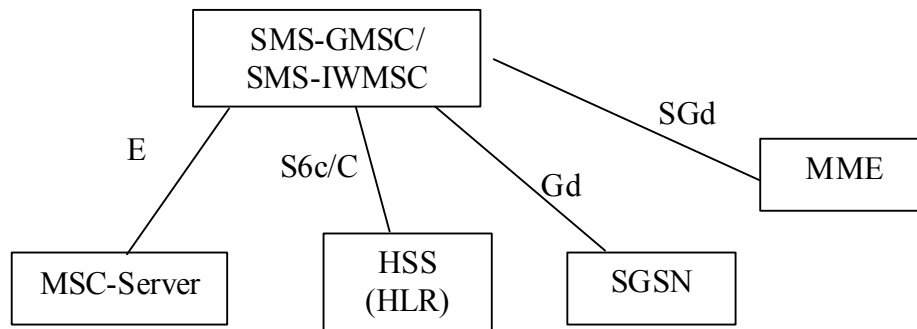 SMS-GMSC/
SMS-IWMSC
E
S6c/C
Gd
SGd
MME
MSC-Server
HSS
(HLR)
SGSN